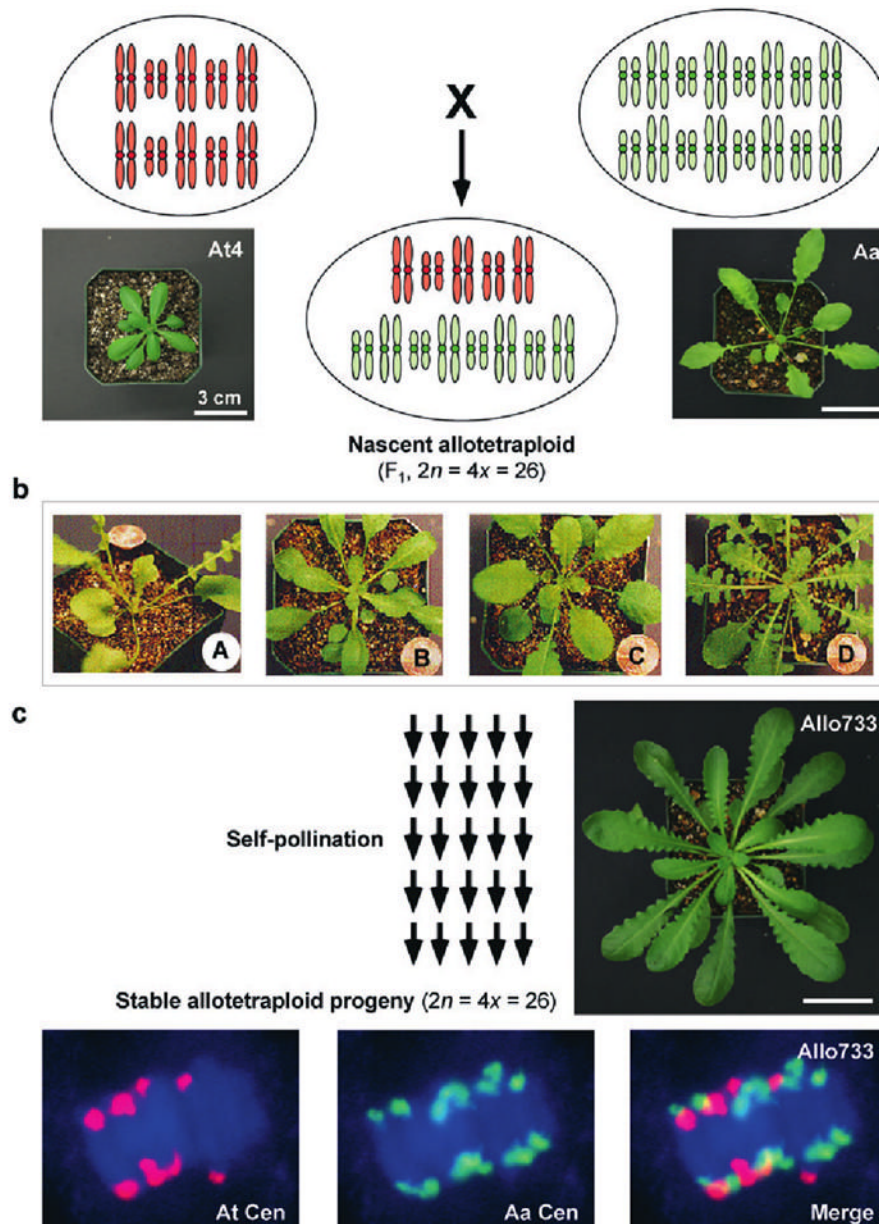 X
At4
3 cm
Aa
Nascent allotetraploid
(F₁, 2n = 4x = 26)
b
A
B
C
D
c
Allo733
Self-pollination
Stable allotetraploid progeny (2n = 4x = 26)
At Cen
Aa Cen
Allo733
Merge